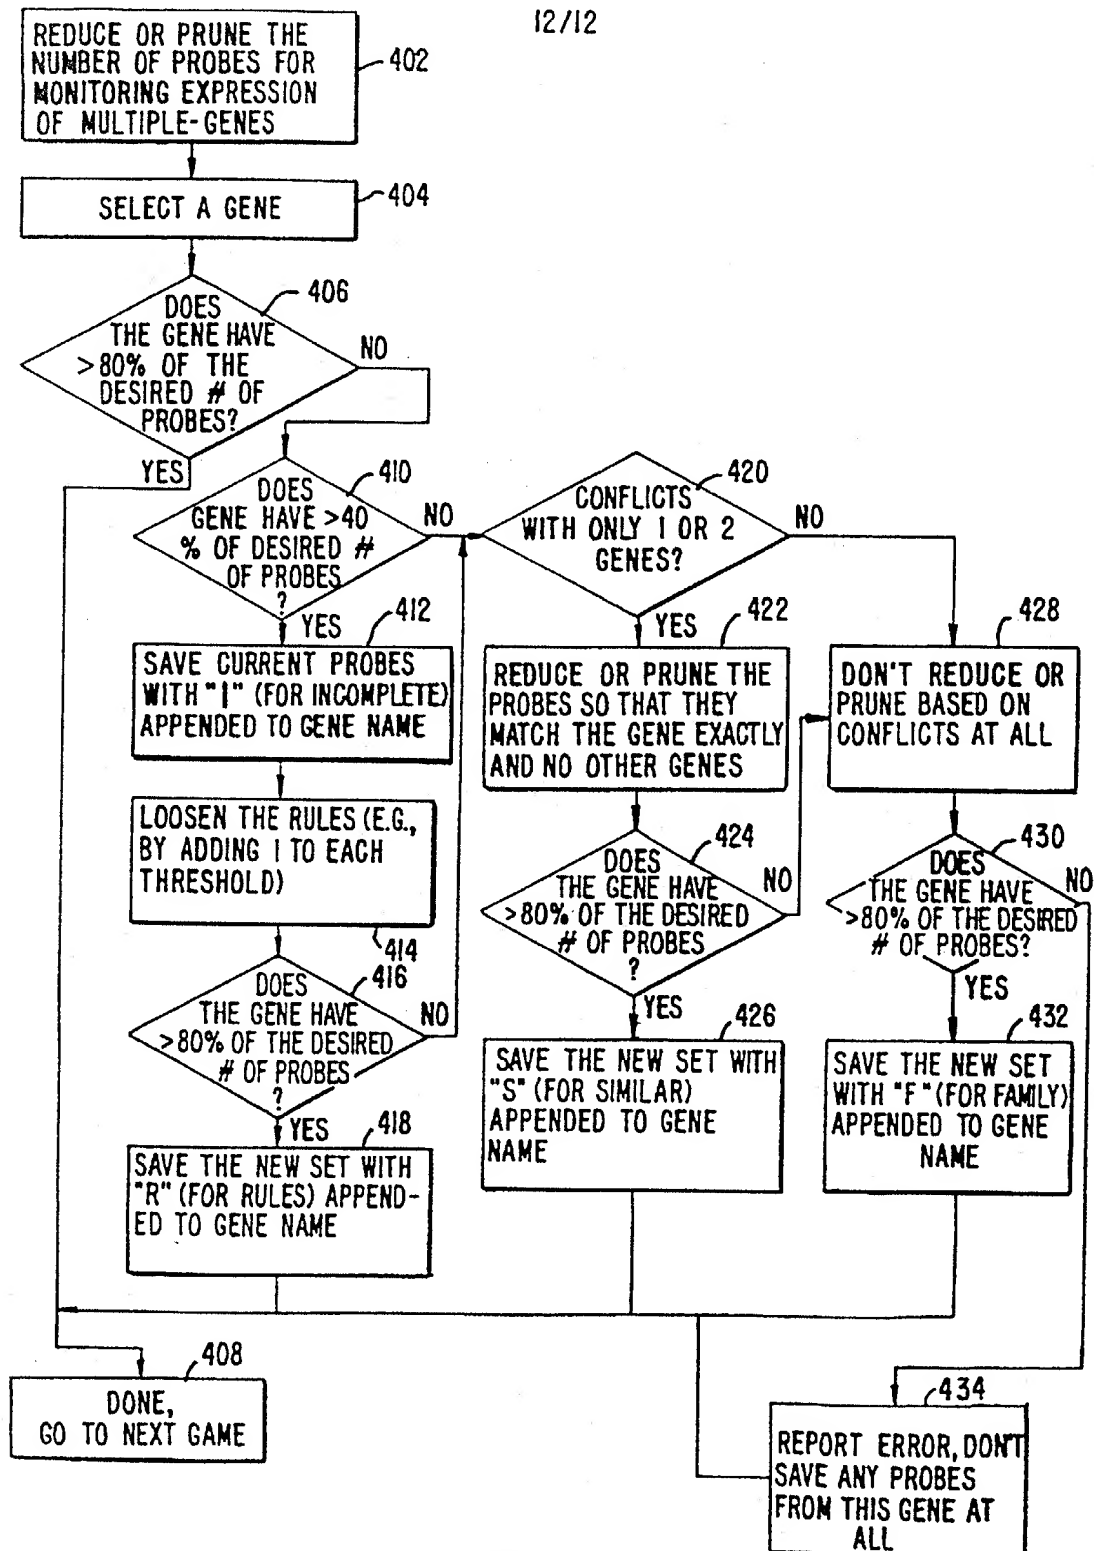 12/12
REDUCE OR PRUNE THE
NUMBER OF PROBES FOR
MONITORING EXPRESSION
OF MULTIPLE-GENES
402
SELECT A GENE
404
406
DOES
THE GENE HAVE
>80% OF THE
DESIRED # OF
PROBES?
NO
YES
410
DOES
GENE HAVE >40
% OF DESIRED #
OF PROBES
?
NO
YES
412
SAVE CURRENT PROBES
WITH "I" (FOR INCOMPLETE)
APPENDED TO GENE NAME
LOOSEN THE RULES (E.G.,
BY ADDING 1 TO EACH
THRESHOLD)
414
416
DOES
THE GENE HAVE
>80% OF THE DESIRED
# OF PROBES
?
NO
YES
418
SAVE THE NEW SET WITH
"R" (FOR RULES) APPEND-
ED TO GENE NAME
420
CONFLICTS
WITH ONLY 1 OR 2
GENES?
NO
YES
422
REDUCE OR PRUNE THE
PROBES SO THAT THEY
MATCH THE GENE EXACTLY
AND NO OTHER GENES
424
DOES
THE GENE HAVE
>80% OF THE DESIRED
# OF PROBES
?
NO
YES
426
SAVE THE NEW SET WITH
"S" (FOR SIMILAR)
APPENDED TO GENE
NAME
428
DON'T REDUCE OR
PRUNE BASED ON
CONFLICTS AT ALL
430
DOES
THE GENE HAVE
>80% OF THE DESIRED
# OF PROBES?
NO
YES
432
SAVE THE NEW SET
WITH "F" (FOR FAMILY)
APPENDED TO GENE
NAME
408
DONE,
GO TO NEXT GAME
434
REPORT ERROR, DON'T
SAVE ANY PROBES
FROM THIS GENE AT
ALL